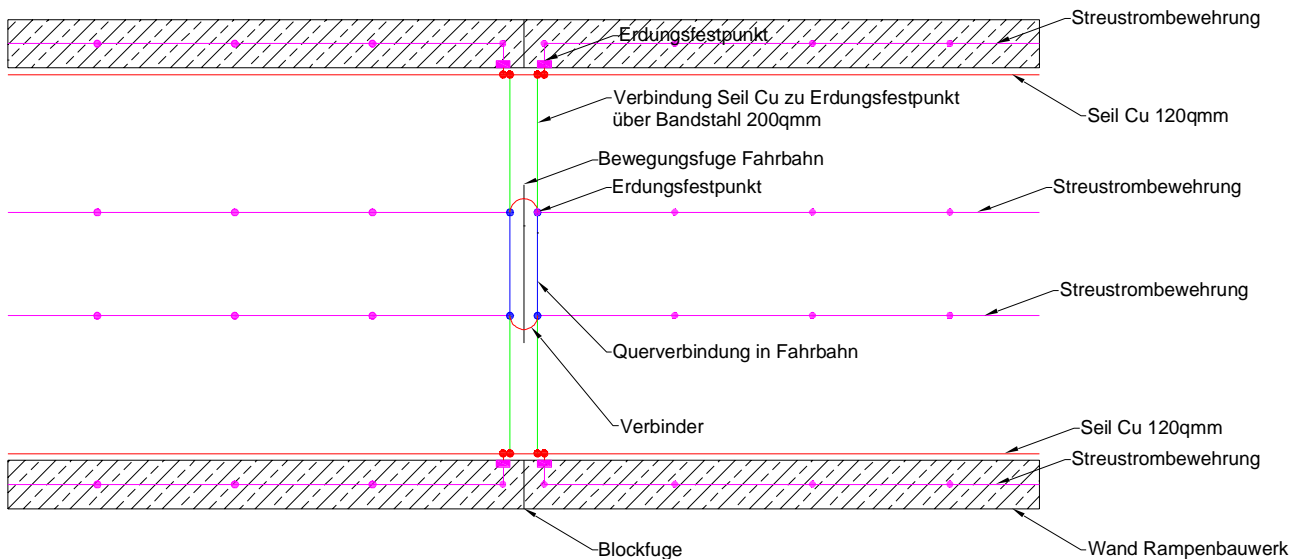 Streustrombewehrung
Erdungsfestpunkt
Verbindung Seil Cu zu Erdungsfestpunkt
über Bandstahl 200qmm
Seil Cu 120qmm
Bewegungsfuge Fahrbahn
Erdungsfestpunkt
Streustrombewehrung
Streustrombewehrung
Querverbindung in Fahrbahn
Verbinder
Seil Cu 120qmm
Streustrombewehrung
Blockfuge
Wand Rampenbauwerk